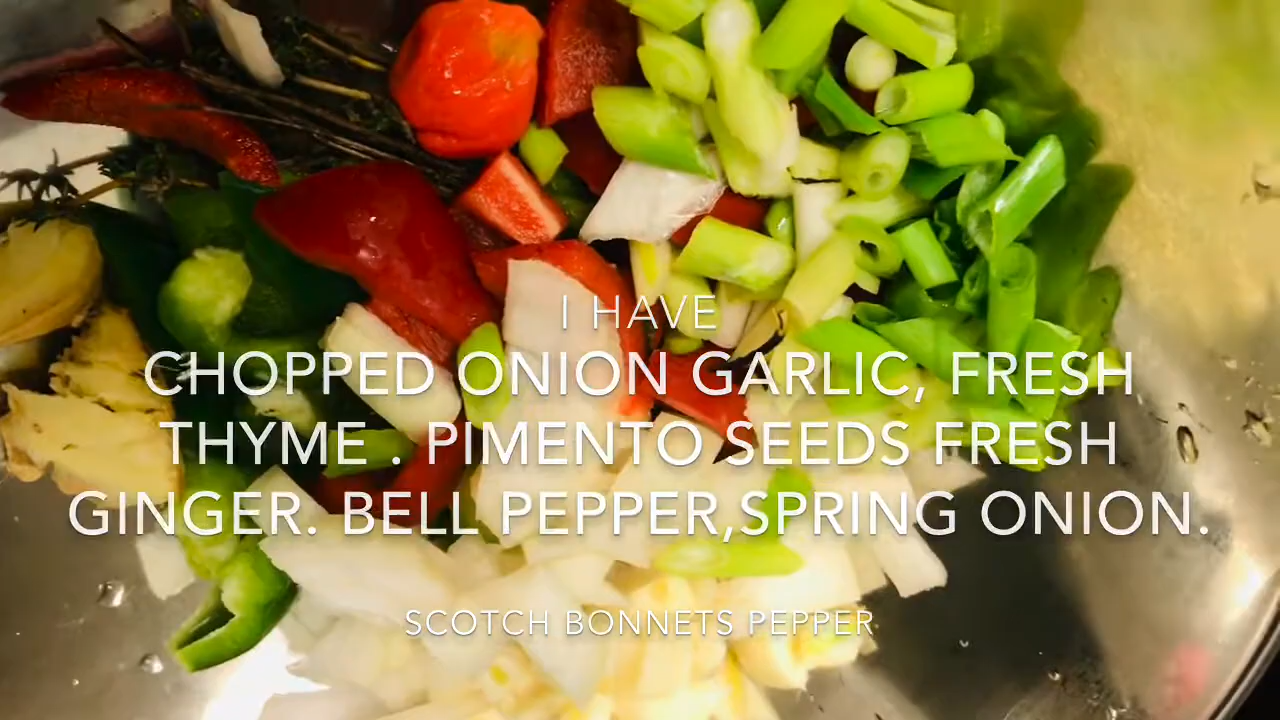 I HAVE
CHOPPED ONION GARLIC, FRESH
THYME . PIMENTO SEEDS FRESH
GINGER. BELL PEPPER,SPRING ONION.
SCOTCH BONNETS PEPPER